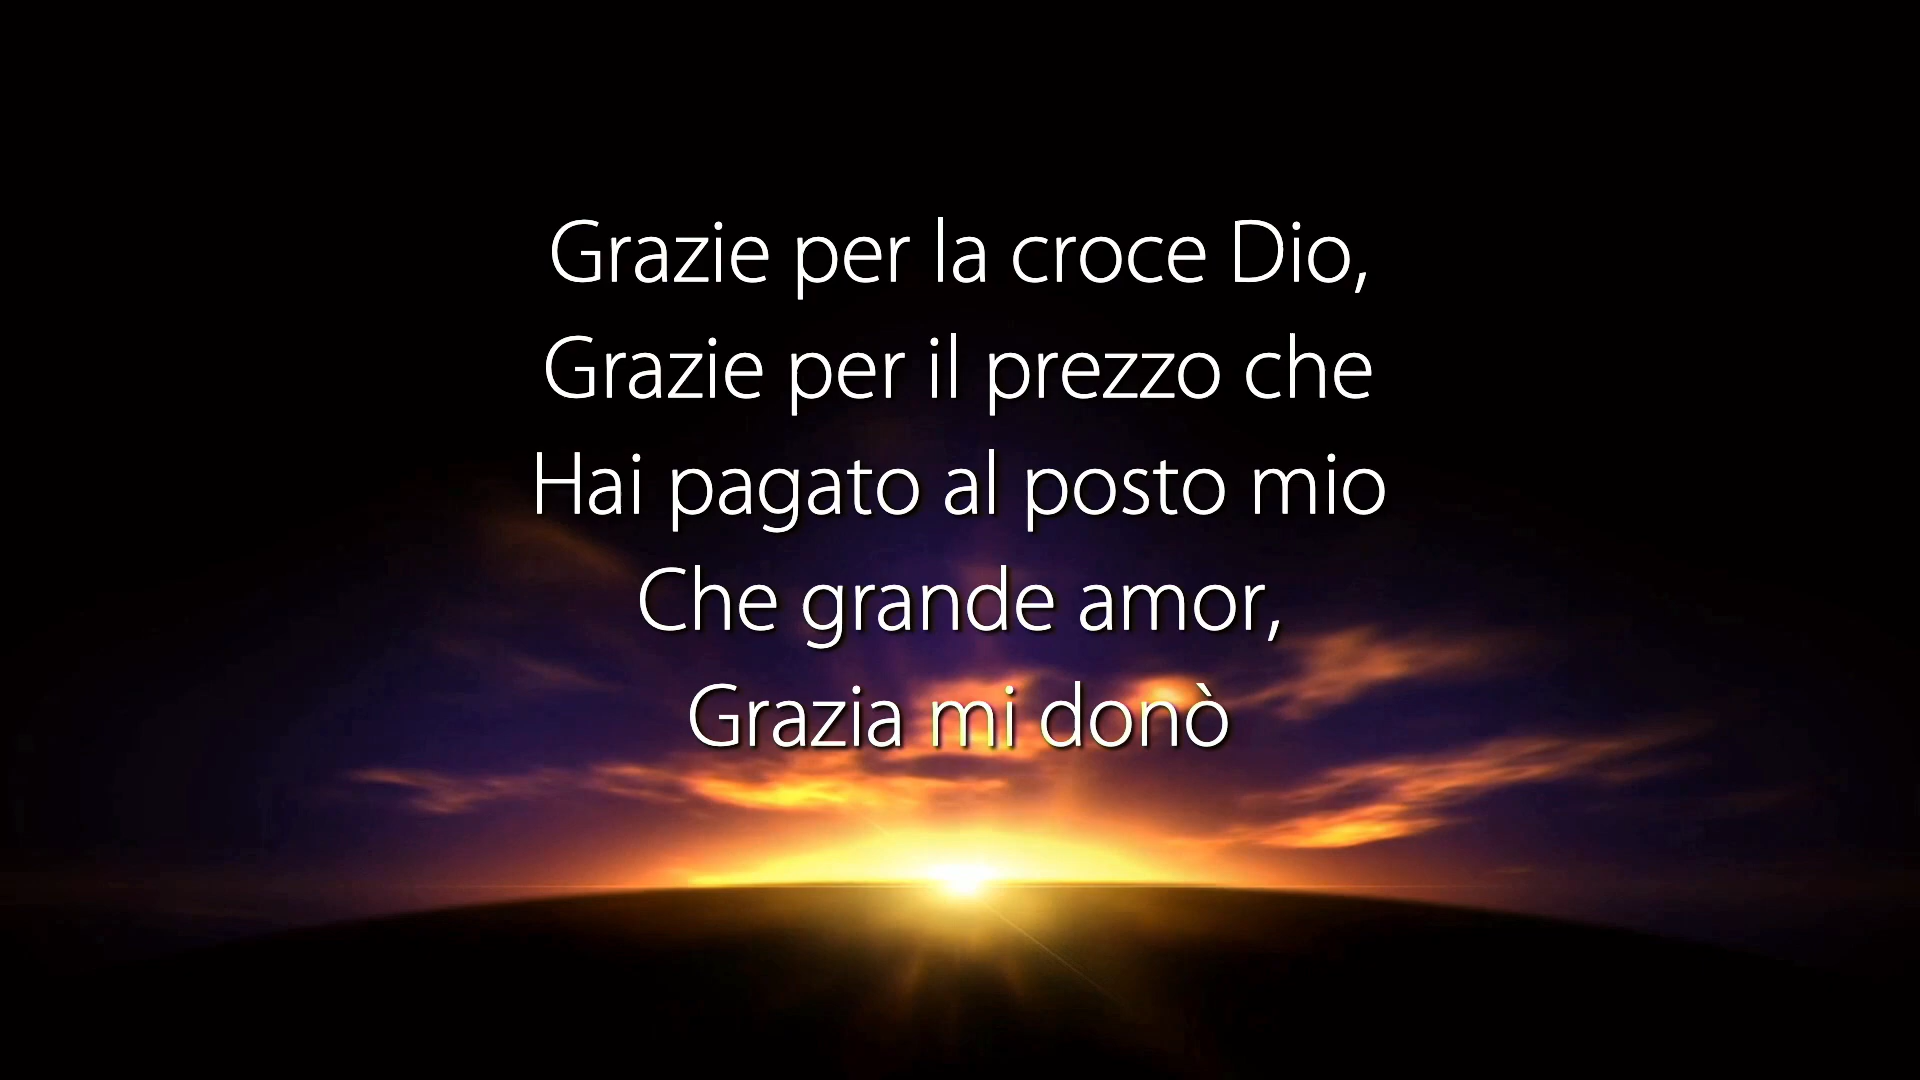 Grazie per la croce Dio,
Grazie per il prezzo che
Hai pagato al posto mio
Che grande amor,
Grazia mi donò